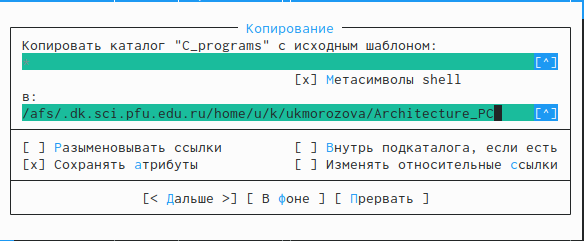 Копирование
Копировать каталог "C_programs" с исходным шаблоном:
[^]
[x] Метасимволы shell
в:
/afs/.dk.sci.pfu.edu.ru/home/u/k/ukmorozova/Architecture_PC [^]
[ ] Разыменовывать ссылки [ ] Внутрь подкаталога, если есть
[x] Сохранять атрибуты [ ] Изменять относительные ссылки
[< Дальше >] [ В фоне ] [ Прервать ]